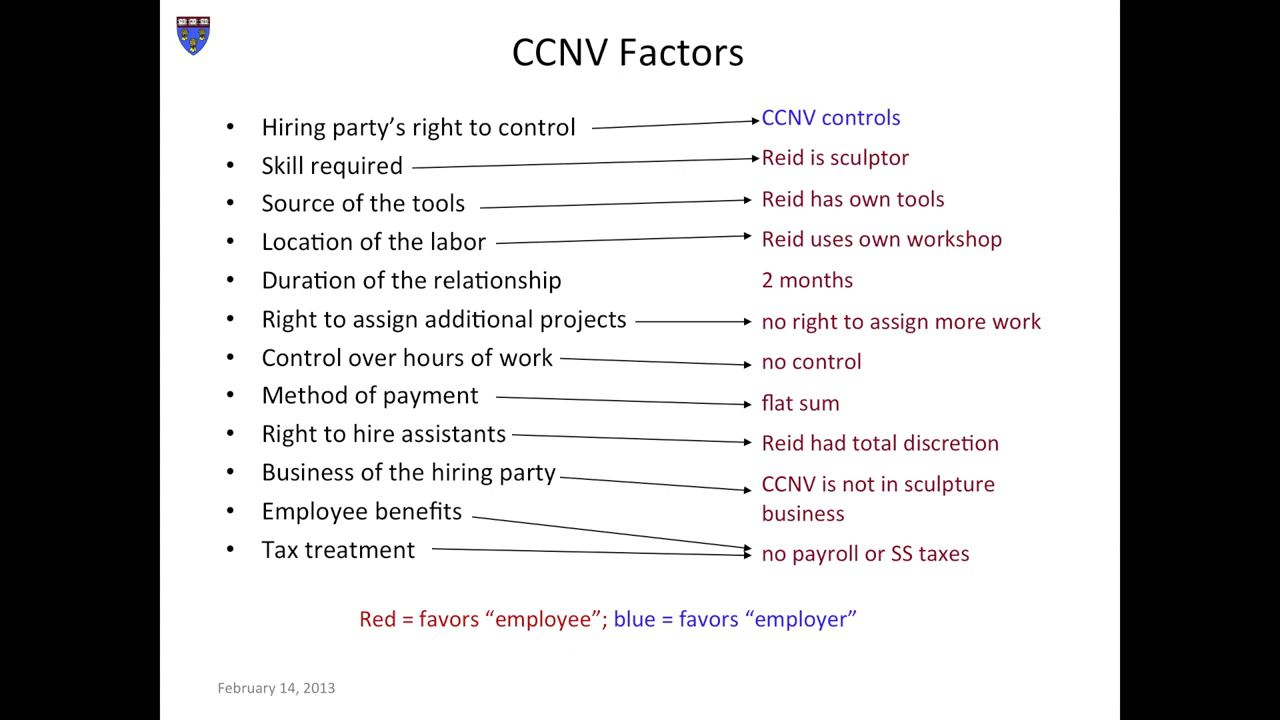 CCNV Factors
• Hiring party’s right to control
CCNV controls
• Skill required
Reid is sculptor
• Source of the tools
Reid has own tools
• Location of the labor
Reid uses own workshop
• Duration of the relationship
2 months
• Right to assign additional projects
no right to assign more work
• Control over hours of work
no control
• Method of payment
flat sum
• Right to hire assistants
Reid had total discretion
• Business of the hiring party
CCNV is not in sculpture
business
• Employee benefits
• Tax treatment
no payroll or SS taxes
Red = favors “employee”; blue = favors “employer”
February 14, 2013